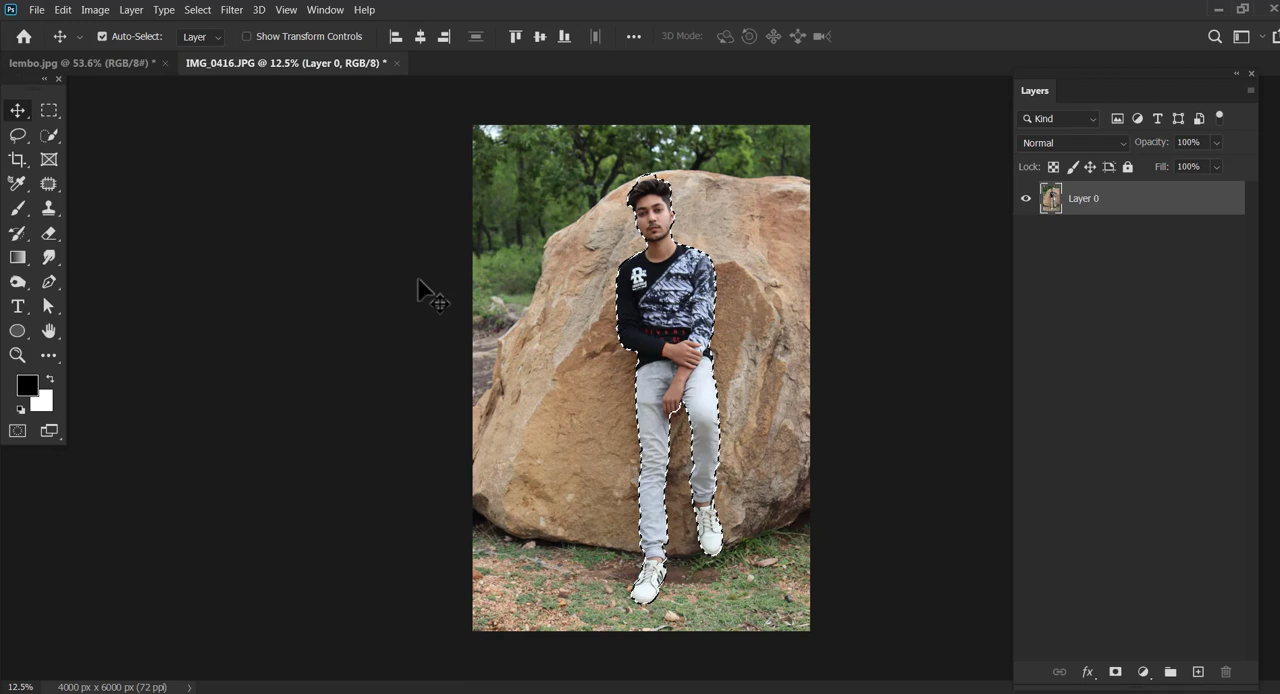 Ps File Edit Image Layer Type Select Filter 3D View Window Help
Auto-Select: Layer Show Transform Controls 3D Mode:
lembo.jpg @ 53.6% (RGB/8#) * × IMG_0416.JPG @ 12.5% (Layer 0, RGB/8) * ×
Layers
Kind
Normal Opacity: 100%
Lock: Fill: 100%
Layer 0
fx
12.5% 4000 px x 6000 px (72 ppi)